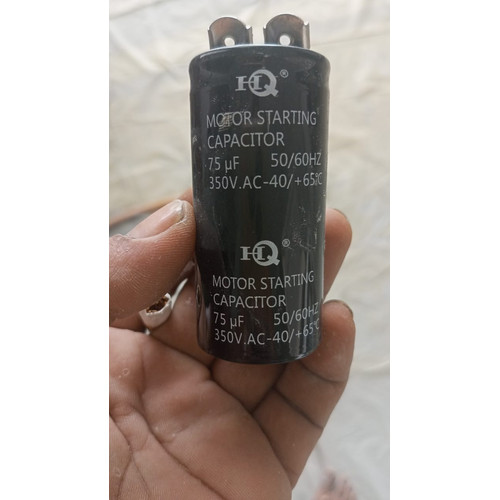 HQ®
MOTOR STARTING
CAPACITOR
75 µF 50/60HZ
350V.AC-40/+65°C
HQ®
MOTOR STARTING
CAPACITOR
75 µF 50/60HZ
350V.AC-40/+65°C